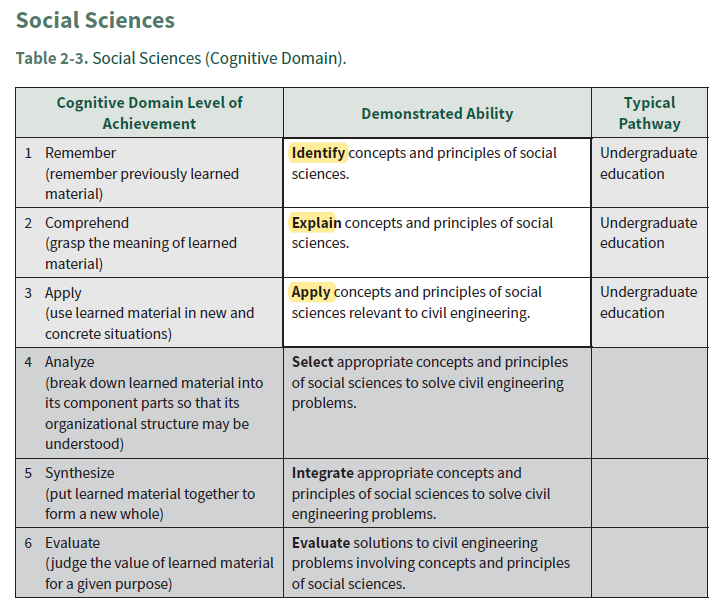 Social Sciences
Table 2-3. Social Sciences (Cognitive Domain).
Cognitive Domain Level of
Achievement
Demonstrated Ability
Typical
Pathway
1 Remember
(remember previously learned
material)
Identify concepts and principles of social
sciences.
Undergraduate
education
2 Comprehend
(grasp the meaning of learned
material)
Explain concepts and principles of social
sciences.
Undergraduate
education
3 Apply
(use learned material in new and
concrete situations)
Apply concepts and principles of social
sciences relevant to civil engineering.
Undergraduate
education
4 Analyze
(break down learned material into
its component parts so that its
organizational structure may be
understood)
Select appropriate concepts and principles
of social sciences to solve civil engineering
problems.
5 Synthesize
(put learned material together to
form a new whole)
Integrate appropriate concepts and
principles of social sciences to solve civil
engineering problems.
6 Evaluate
(judge the value of learned material
for a given purpose)
Evaluate solutions to civil engineering
problems involving concepts and principles
of social sciences.